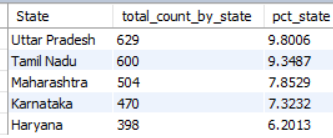 State total_count_by_state pct_state
Uttar Pradesh 629 9.8006
Tamil Nadu 600 9.3487
Maharashtra 504 7.8529
Karnataka 470 7.3232
Haryana 398 6.2013